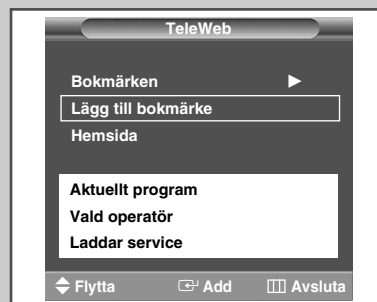 TeleWeb
Bokmärken
Lägg till bokmärke
Hemsida
Aktuellt program
Vald operatör
Laddar service
Flytta Add Avsluta